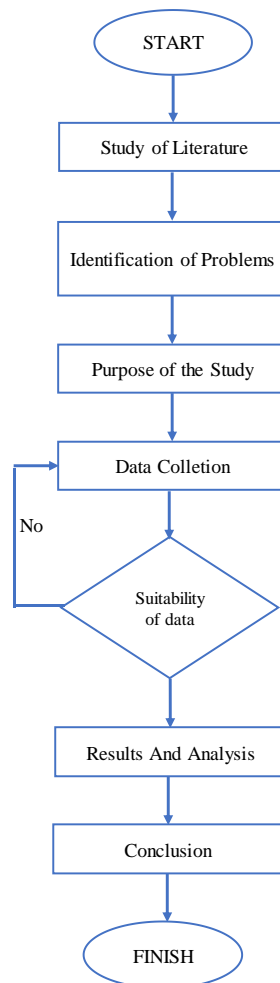 START
Study of Literature
Identification of Problems
Purpose of the Study
Data Colletion
No
Suitability
of data
Results And Analysis
Conclusion
FINISH